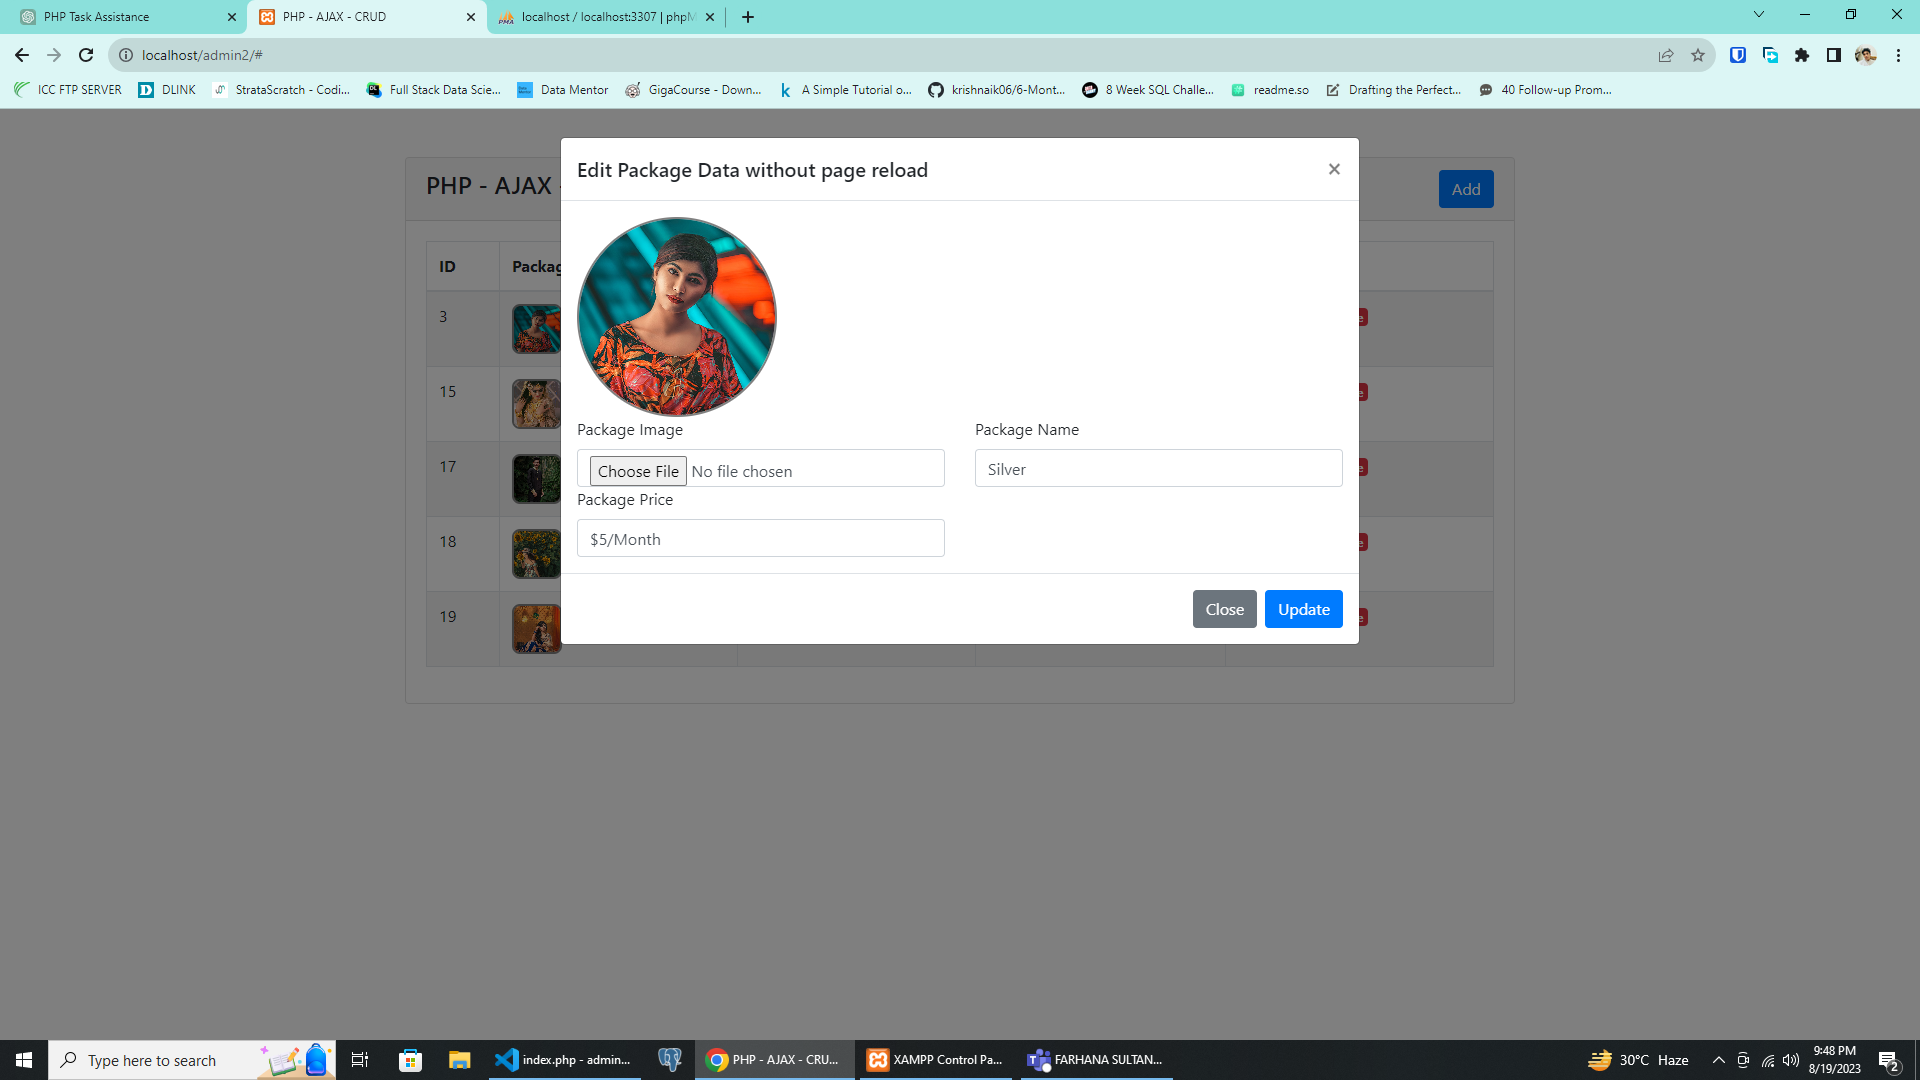 PHP Task Assistance
PHP - AJAX - CRUD
localhost / localhost:3307 | phpM
localhost/admin2/#
ICC FTP SERVER
DLINK
StrataScratch - Codi...
Full Stack Data Scie...
Data Mentor
GigaCourse - Down...
A Simple Tutorial o...
krishnaik06/6-Mont...
8 Week SQL Challe...
readme.so
Drafting the Perfect...
40 Follow-up Prom...
PHP - AJAX -
Add
ID
Packag
3
15
17
18
19
Edit Package Data without page reload
Package Image
Package Name
Choose File No file chosen
Silver
Package Price
$5/Month
Close
Update
Type here to search
index.php - admin...
PHP - AJAX - CRU...
XAMPP Control Pa...
FARHANA SULTAN...
30°C Haze
9:48 PM
8/19/2023
2